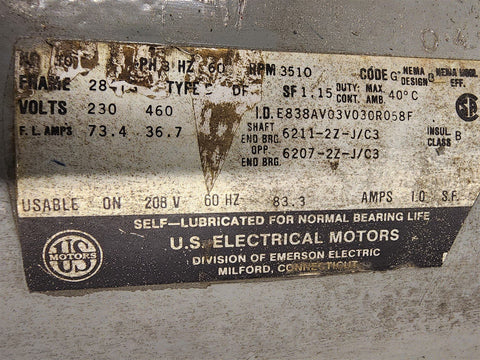 PH 3 HZ 60 RPM 3510 CODE G NEMA DESIGN B NEMA NOM. EFF.
FRAME TYPE DF SF 1.15 DUTY: MAX. CONT. AMB. 40°C
VOLTS 230 460 I.D. E838AV03V030R058F
F.L. AMPS 73.4 36.7 SHAFT END BRG. 6211-2Z-J/C3 INSUL. CLASS B
OPP. END BRG. 6207-2Z-J/C3
USABLE ON 208 V 60 HZ 83.3 AMPS 1.0 S.F.
SELF-LUBRICATED FOR NORMAL BEARING LIFE
U.S. ELECTRICAL MOTORS
DIVISION OF EMERSON ELECTRIC
MILFORD, CONNECTICUT
US
MOTORS